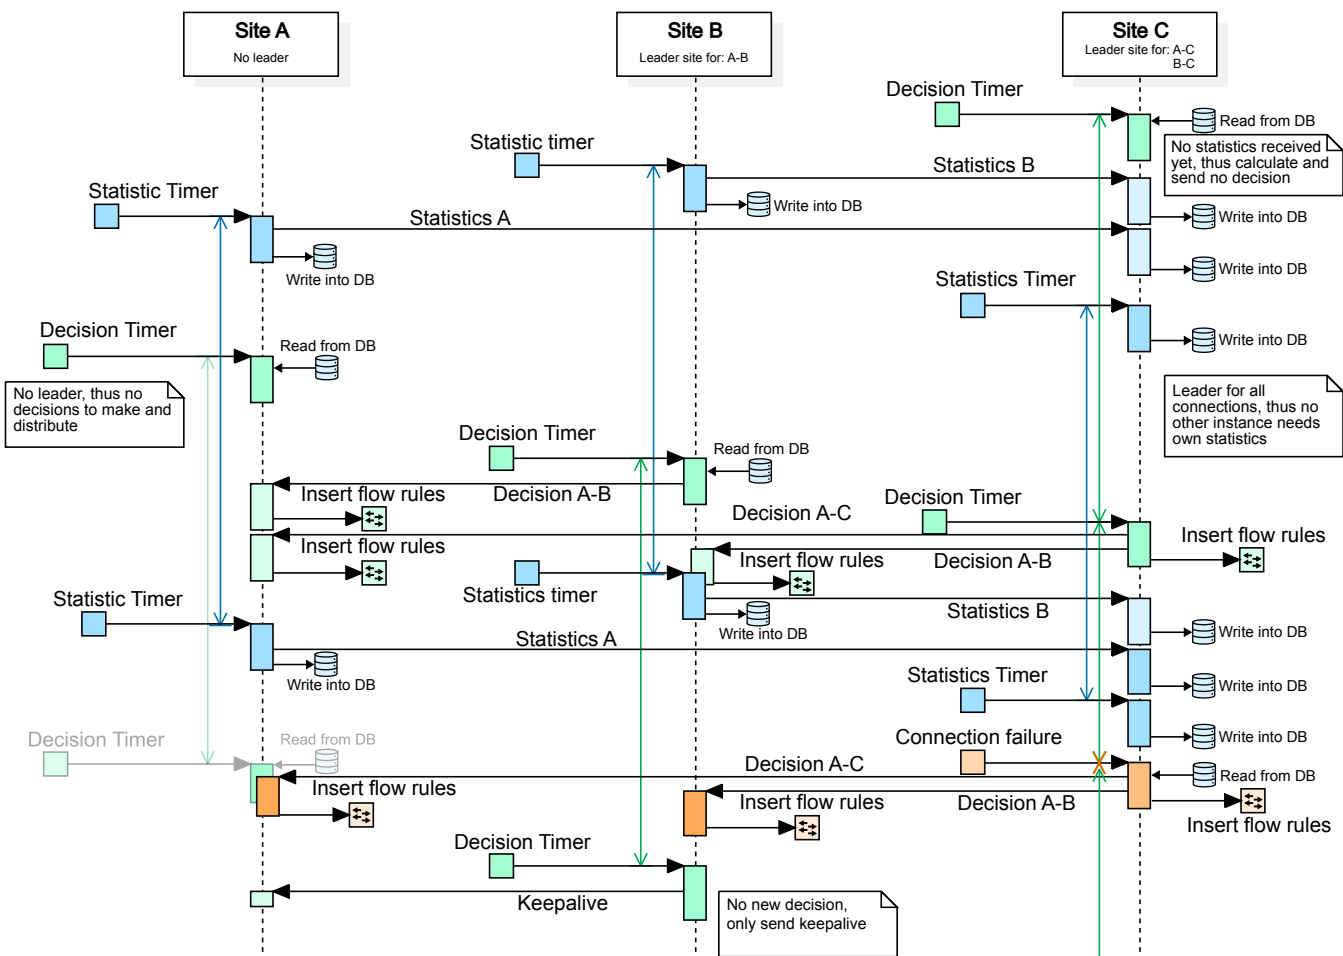 Site A
No leader
Site B
Leader site for: A-B
Site C
Leader site for: A-C
B-C
Decision Timer
Read from DB
No statistics received
yet, thus calculate and
send no decision
Statistic timer
Statistics B
Write into DB
Write into DB
Statistic Timer
Statistics A
Write into DB
Write into DB
Statistics Timer
Write into DB
Decision Timer
Read from DB
No leader, thus no
decisions to make and
distribute
Leader for all
connections, thus no
other instance needs
own statistics
Decision Timer
Read from DB
Decision A-B
Insert flow rules
Decision Timer
Decision A-C
Insert flow rules
Insert flow rules
Decision A-B
Insert flow rules
Statistics timer
Statistics B
Write into DB
Write into DB
Statistic Timer
Statistics A
Write into DB
Write into DB
Statistics Timer
Write into DB
Decision Timer
Read from DB
Connection failure
Decision A-C
Read from DB
Insert flow rules
Decision A-B
Insert flow rules
Insert flow rules
Decision Timer
Keepalive
No new decision,
only send keepalive